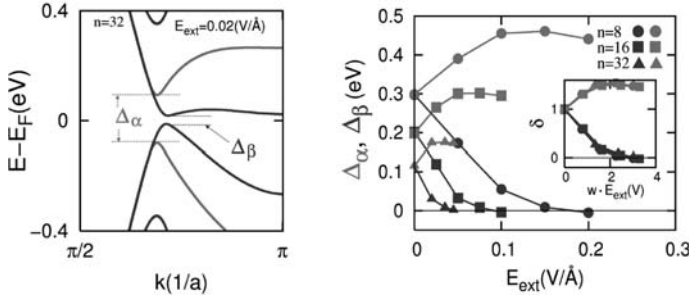 n=32
E_ext=0.02(V/Å)
E−E_F(eV)
0.4
0
-0.4
Δ_α
Δ_β
π/2
π
k(1/a)
Δ_α, Δ_β (eV)
0.5
0.4
0.3
0.2
0.1
0
0
0.1
0.2
0.3
E_ext(V/Å)
n=8
n=16
n=32
δ
1
0
0
2
4
w·E_ext(V)